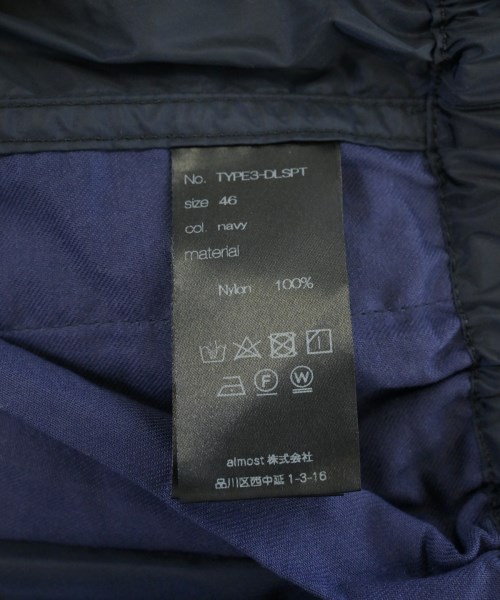 No. TYPE3-DLSPT
size 46
col. navy
material
Nylon 100%
F W
almost 株式会社
品川区西中延 1-3-16